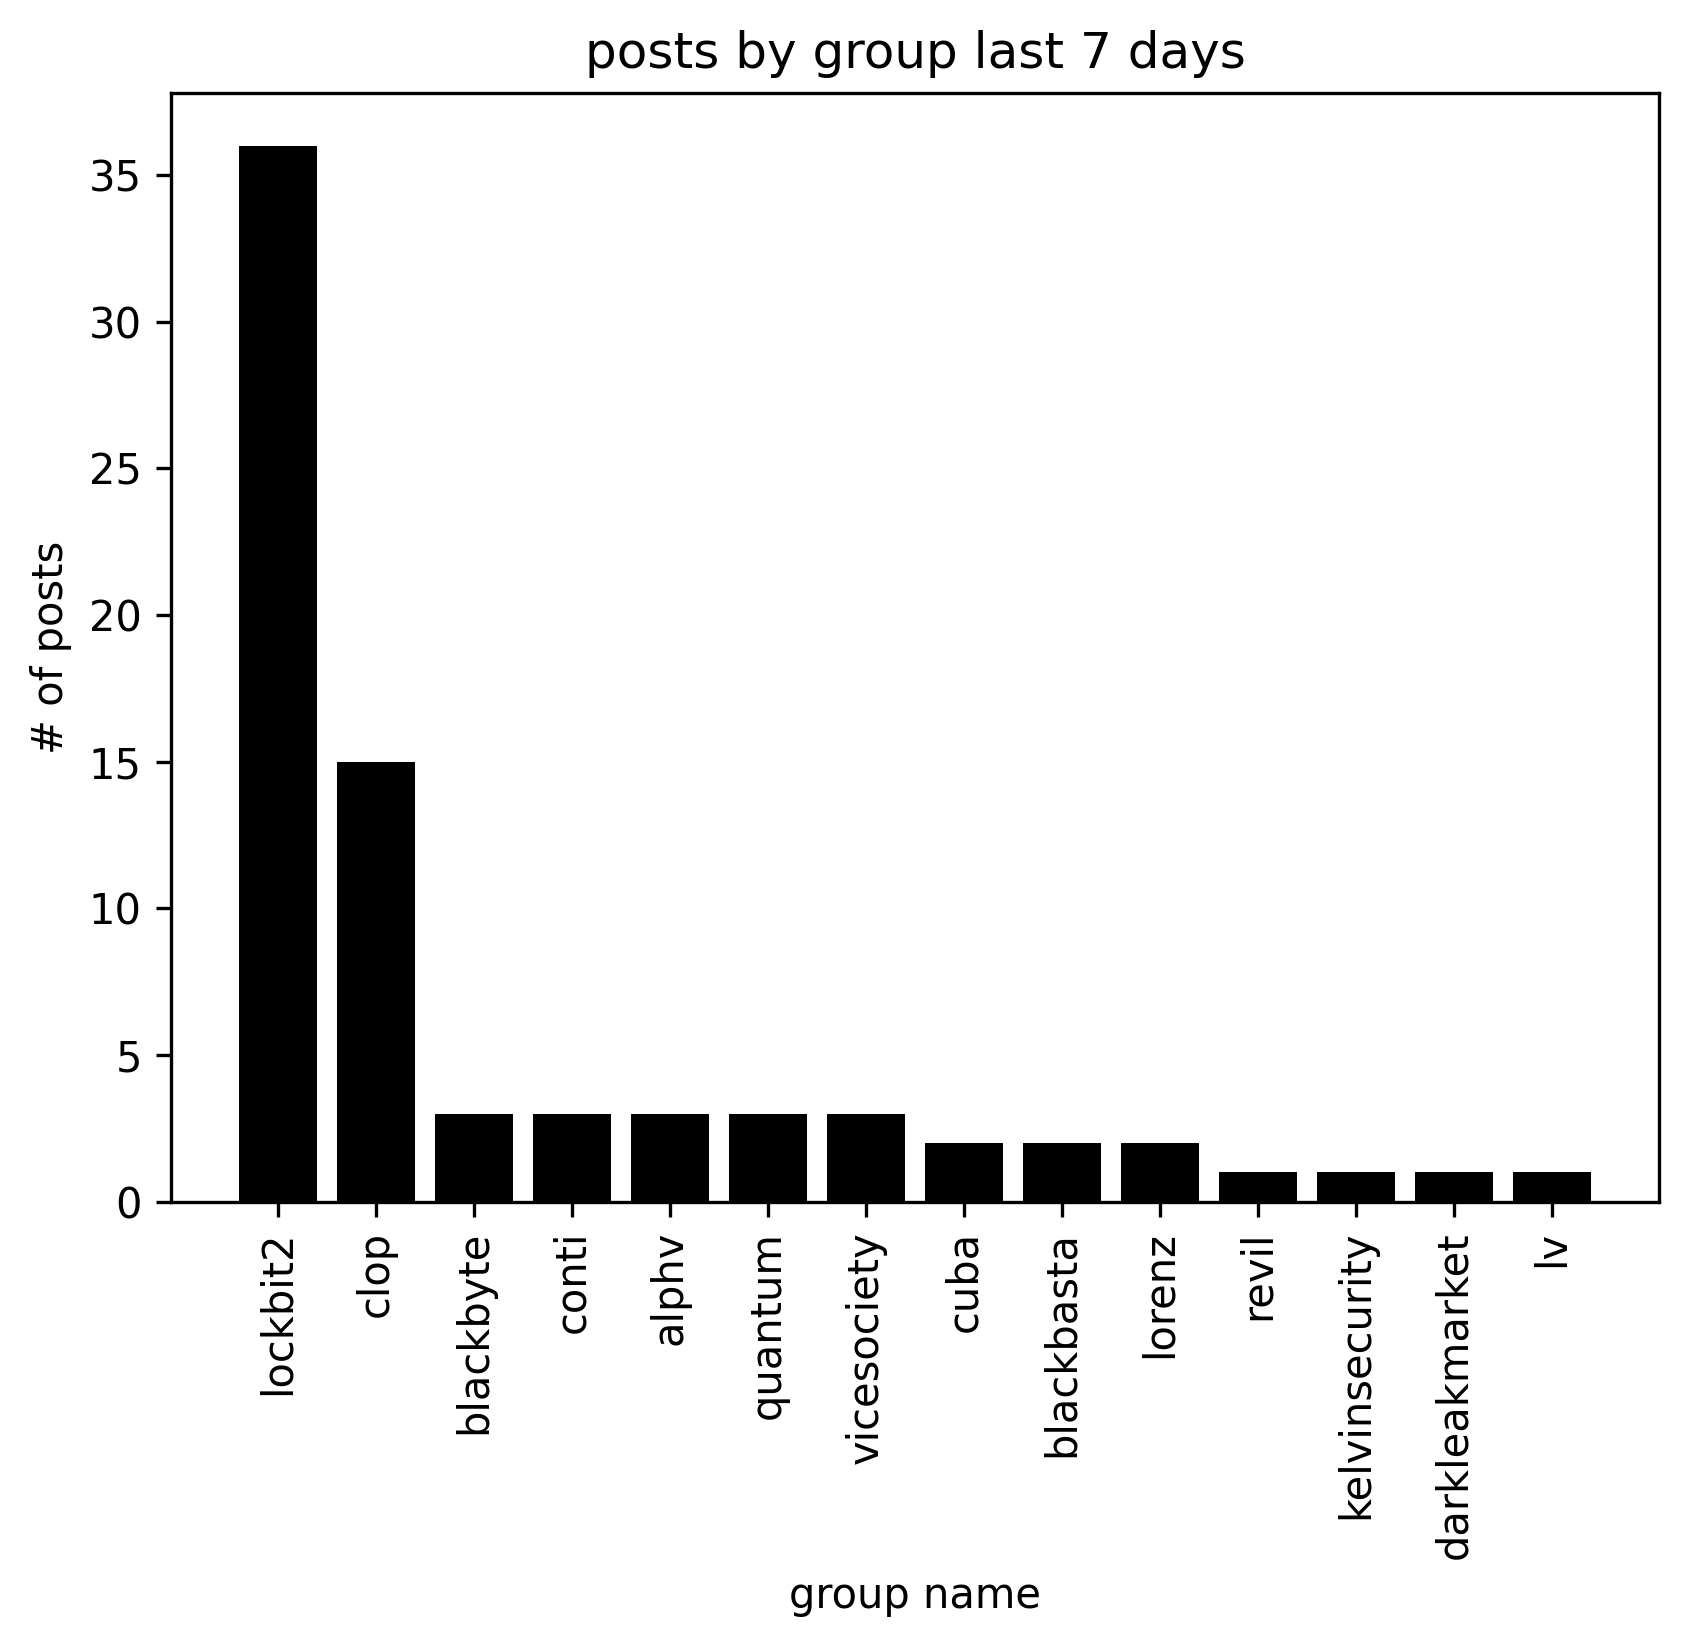 posts by group last 7 days
35
30
25
20
15
10
5
0
# of posts
lockbit2
clop
blackbyte
conti
alphv
quantum
vicesociety
cuba
blackbasta
lorenz
revil
kelvinsecurity
darkleakmarket
lv
group name